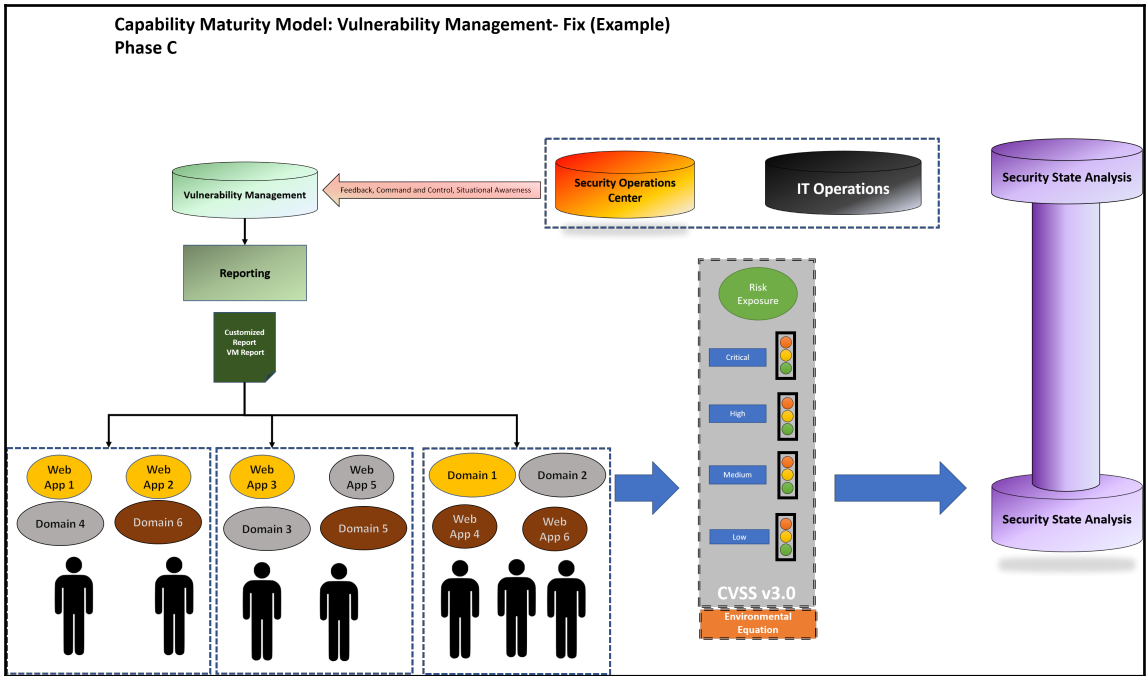 Capability Maturity Model: Vulnerability Management- Fix (Example)
Phase C
Vulnerability Management
Feedback, Command and Control, Situational Awareness
Security Operations
Center
IT Operations
Security State Analysis
Reporting
Customized
Report
VM Report
Risk
Exposure
Critical
High
Medium
Low
CVSS v3.0
Environmental
Equation
Web
App 1
Web
App 2
Domain 4
Domain 6
Web
App 3
Web
App 5
Domain 3
Domain 5
Domain 1
Domain 2
Web
App 4
Web
App 6
Security State Analysis